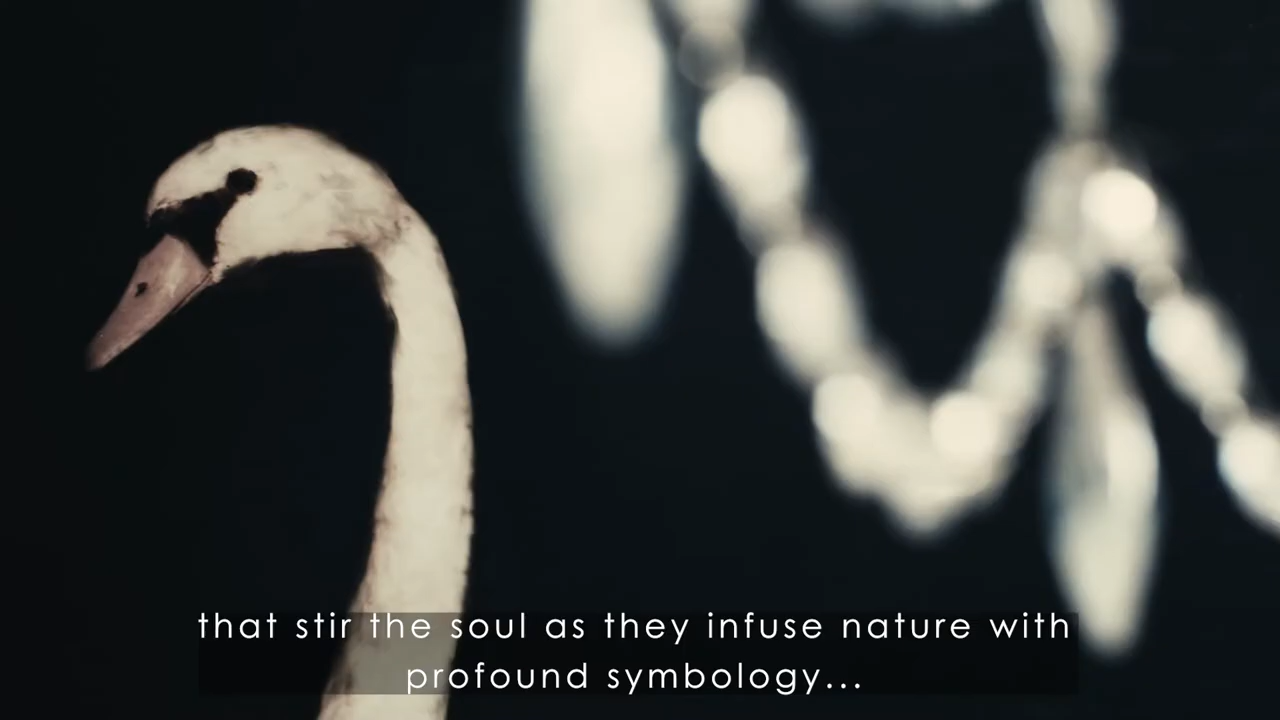 that stir the soul as they infuse nature with
profound symbology...